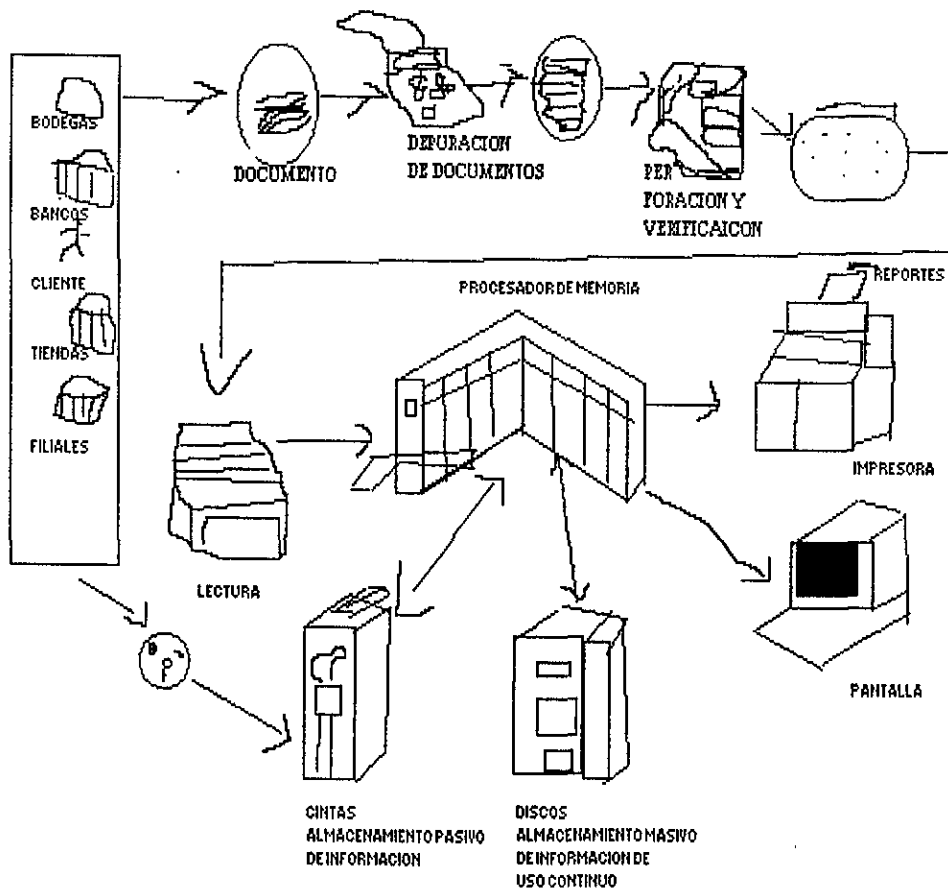 BODEGAS
BANCOS
CLIENTE
TIENDAS
FILIALES
DOCUMENTO
DEPURACION
DE DOCUMENTOS
PER
FORACION Y
VERIFICAICON
PROCESADOR DE MEMORIA
REPORTES
IMPRESORA
LECTURA
PANTALLA
CINTAS
ALMACENAMIENTO PASIVO
DE INFORMACION
DISCOS
ALMACENAMIENTO MASIVO
DE INFORMACION DE
USO CONTINUO